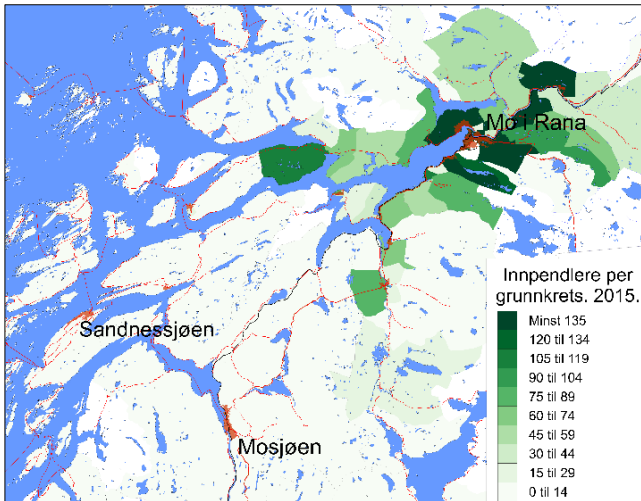 Mo i Rana
Sandnessjøen
Mosjøen
Innpendlere per
grunnkrets. 2015.
Minst 135
120 til 134
105 til 119
90 til 104
75 til 89
60 til 74
45 til 59
30 til 44
15 til 29
0 til 14